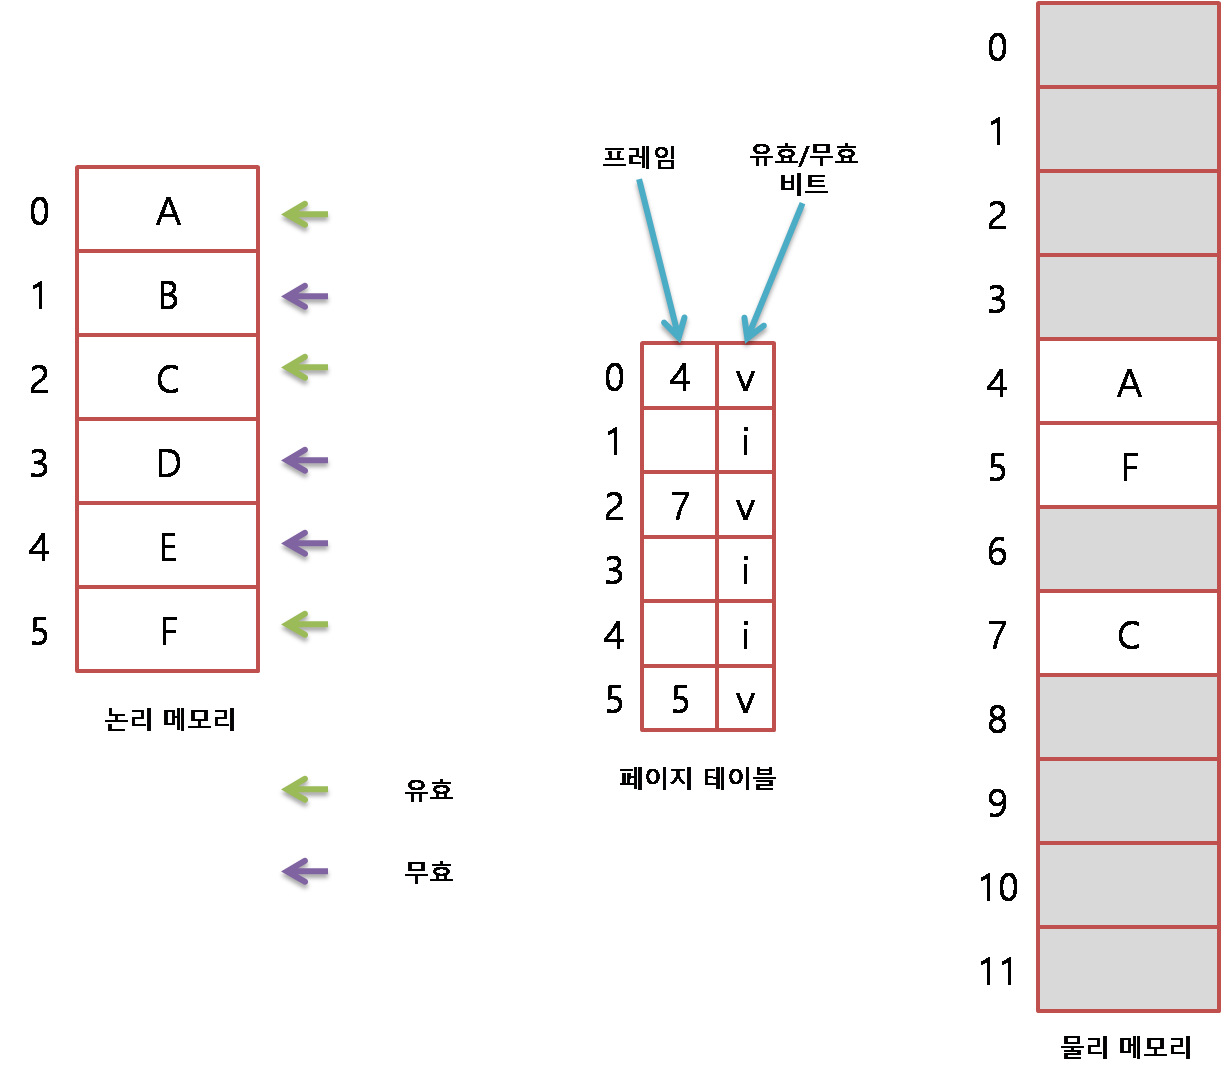 0 A
1 B
2 C
3 D
4 E
5 F
논리 메모리
유효
무효
프레임
유효/무효
비트
0 4 v
1 i
2 7 v
3 i
4 i
5 5 v
페이지 테이블
0
1
2
3
4 A
5 F
6
7 C
8
9
10
11
물리 메모리